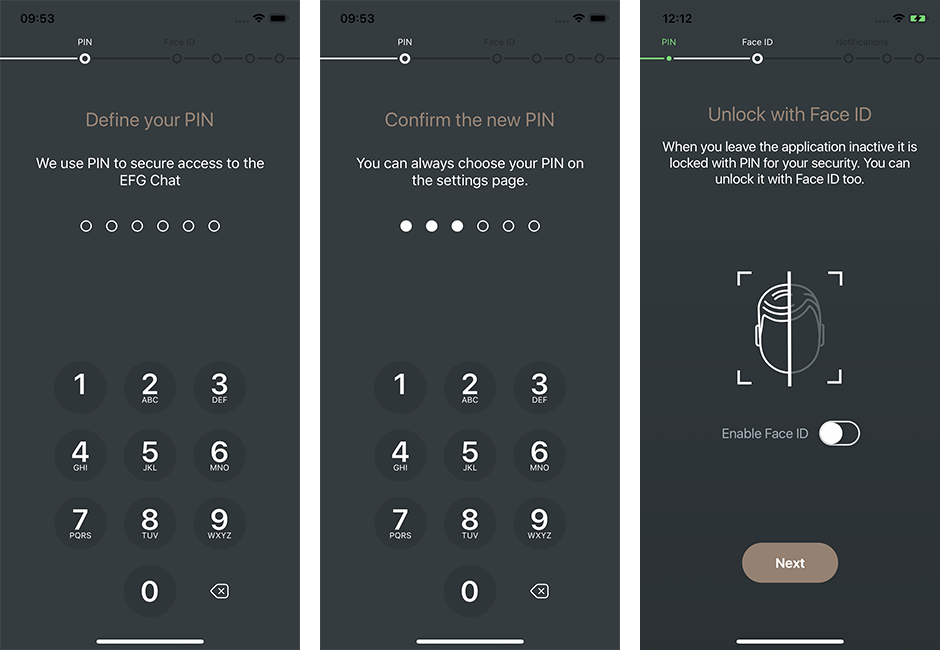 09:53
PIN
Face ID
Define your PIN
We use PIN to secure access to the
EFG Chat
1
2
ABC
3
DEF
4
GHI
5
JKL
6
MNO
7
PQRS
8
TUV
9
WXYZ
0
09:53
PIN
Face ID
Confirm the new PIN
You can always choose your PIN on
the settings page.
1
2
ABC
3
DEF
4
GHI
5
JKL
6
MNO
7
PQRS
8
TUV
9
WXYZ
0
12:12
PIN
Face ID
Notifications
Unlock with Face ID
When you leave the application inactive it is
locked with PIN for your security. You can
unlock it with Face ID too.
Enable Face ID
Next